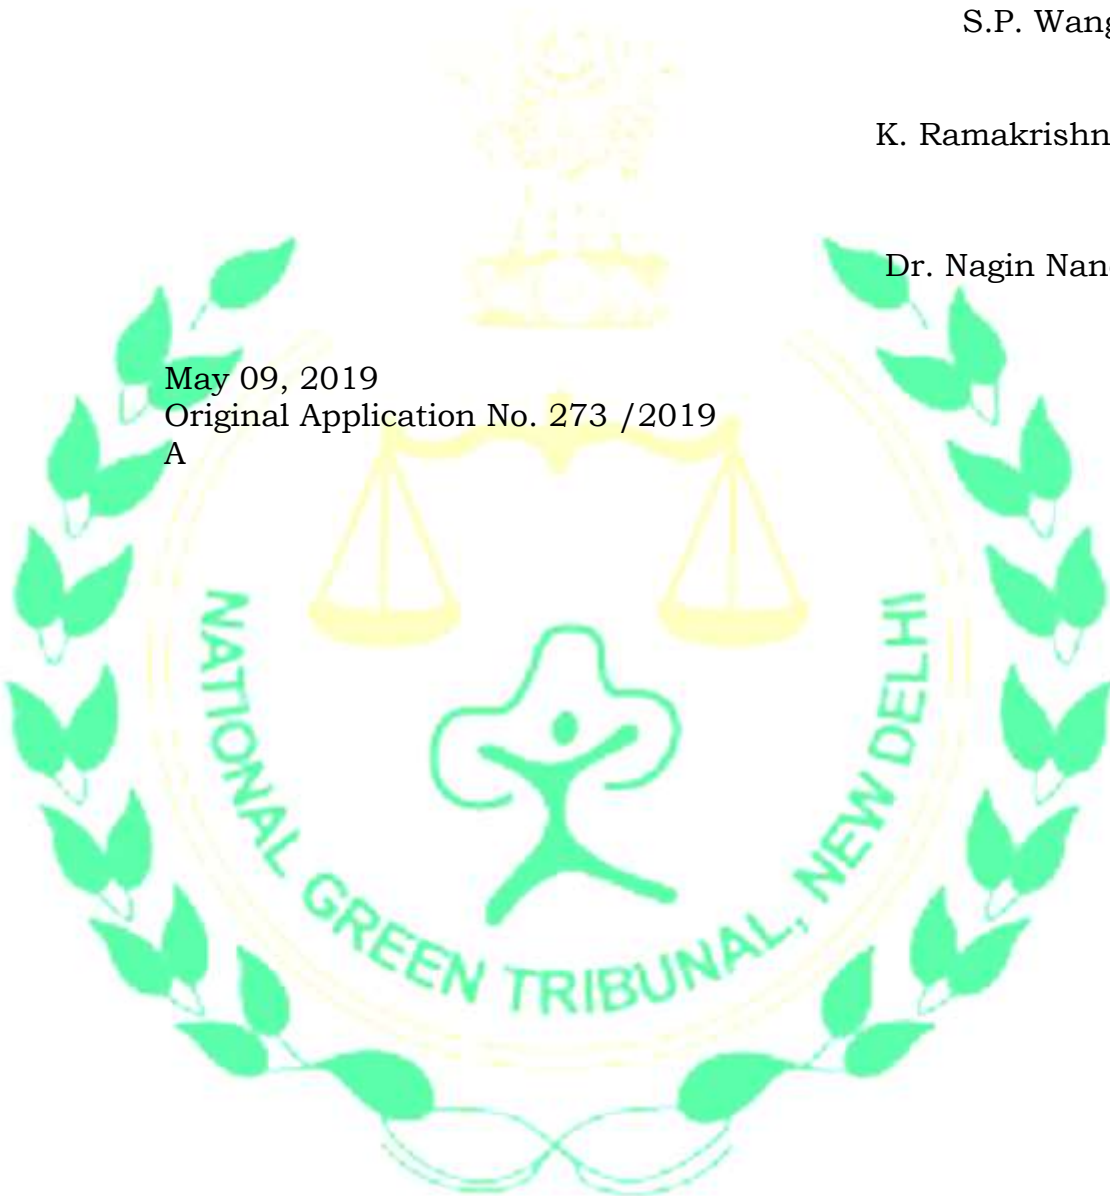 S.P. Wang
K. Ramakrishn
Dr. Nagin Nan
May 09, 2019
Original Application No. 273 /2019
A
NATIONAL GREEN TRIBUNAL, NEW DELHI